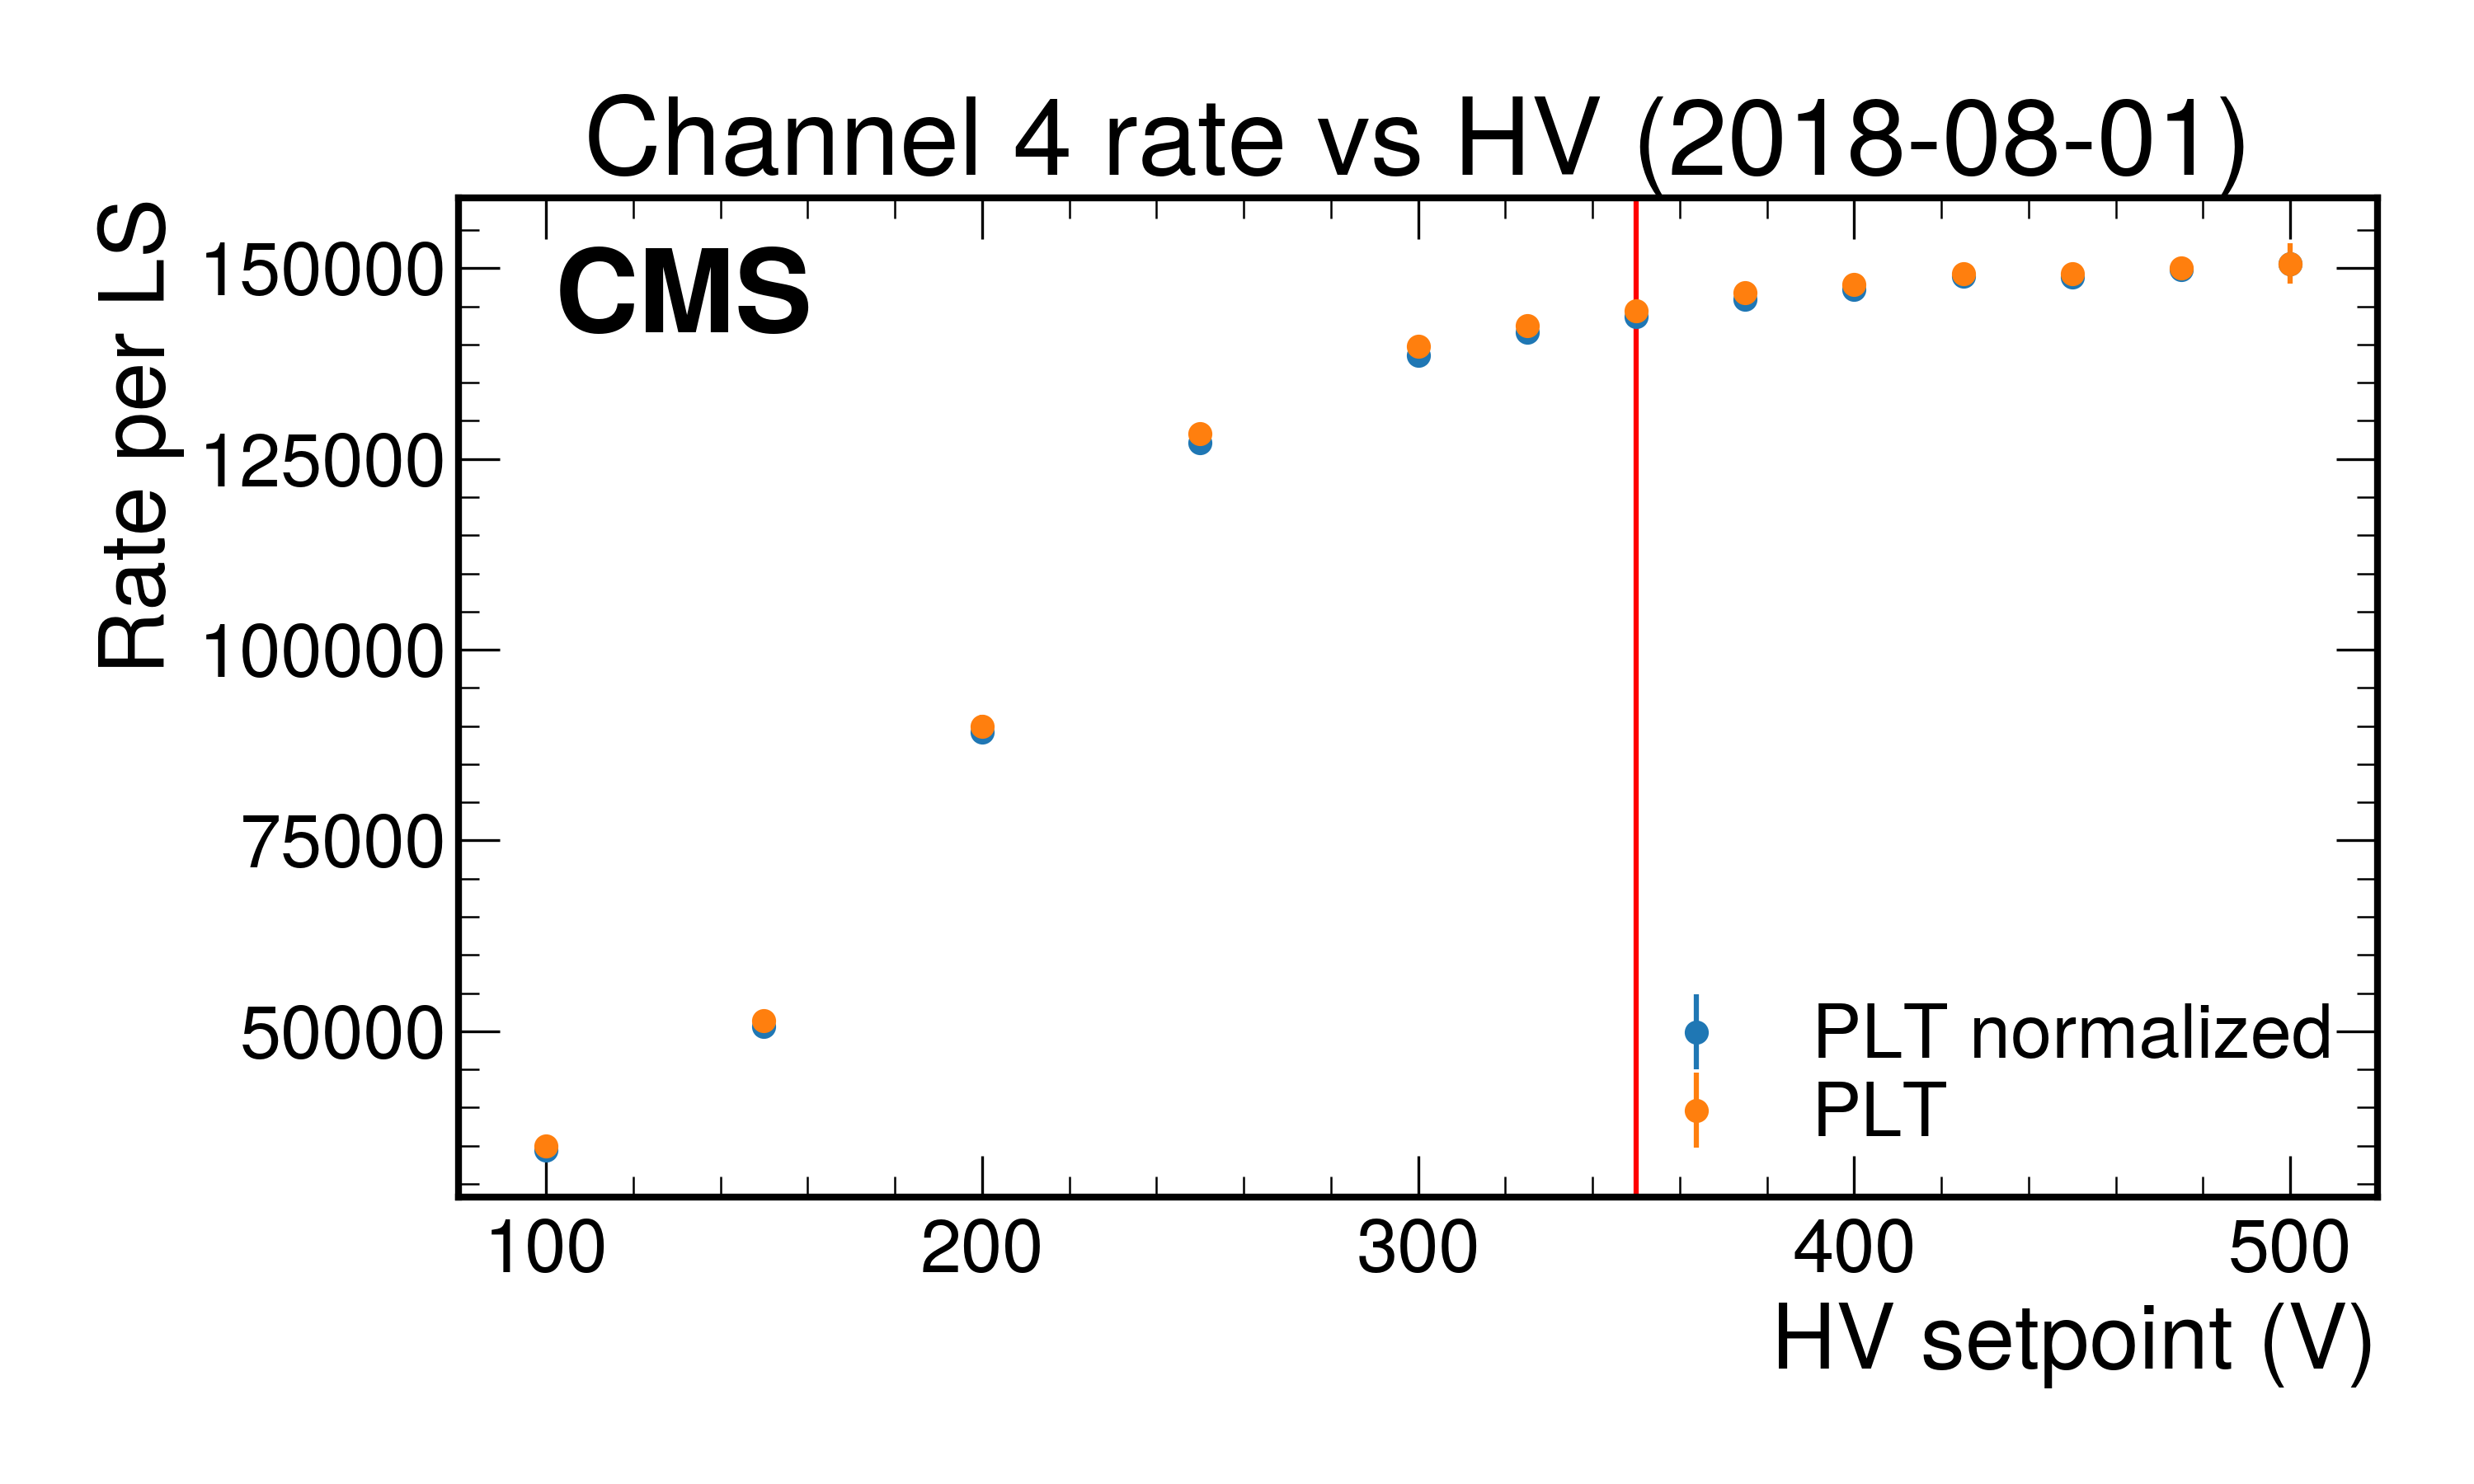 Channel 4 rate vs HV (2018-08-01)
CMS
Rate per LS
150000
125000
100000
75000
50000
PLT normalized
PLT
100 200 300 400 500
HV setpoint (V)